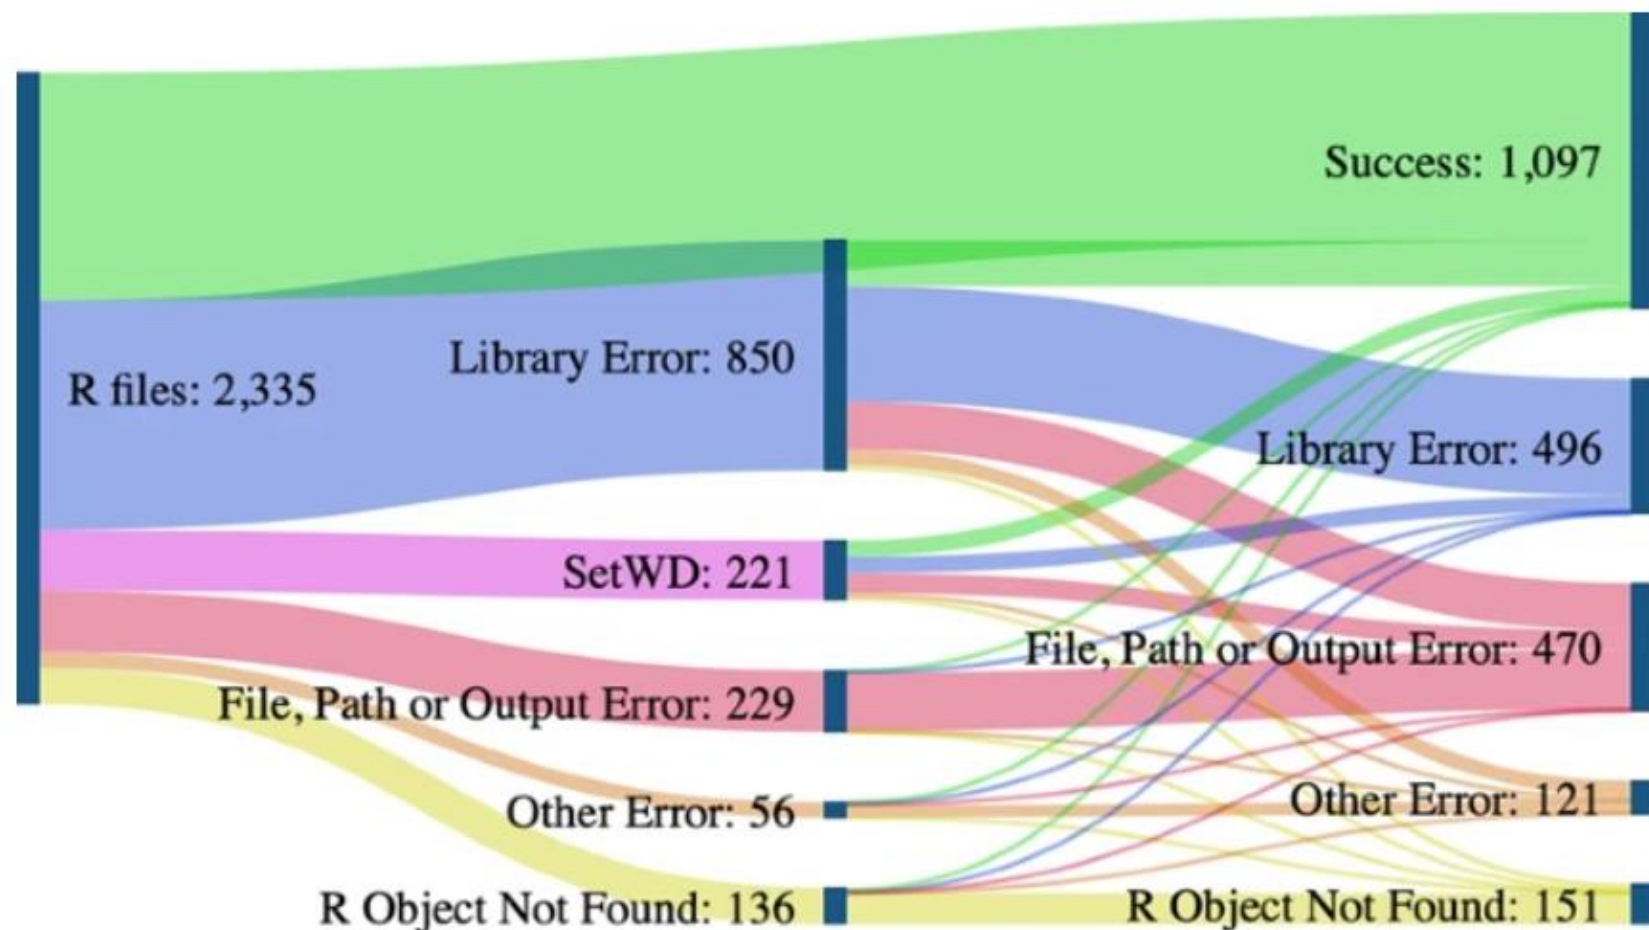 R files: 2,335
Library Error: 850
SetWD: 221
File, Path or Output Error: 229
Other Error: 56
R Object Not Found: 136
Success: 1,097
Library Error: 496
File, Path or Output Error: 470
Other Error: 121
R Object Not Found: 151